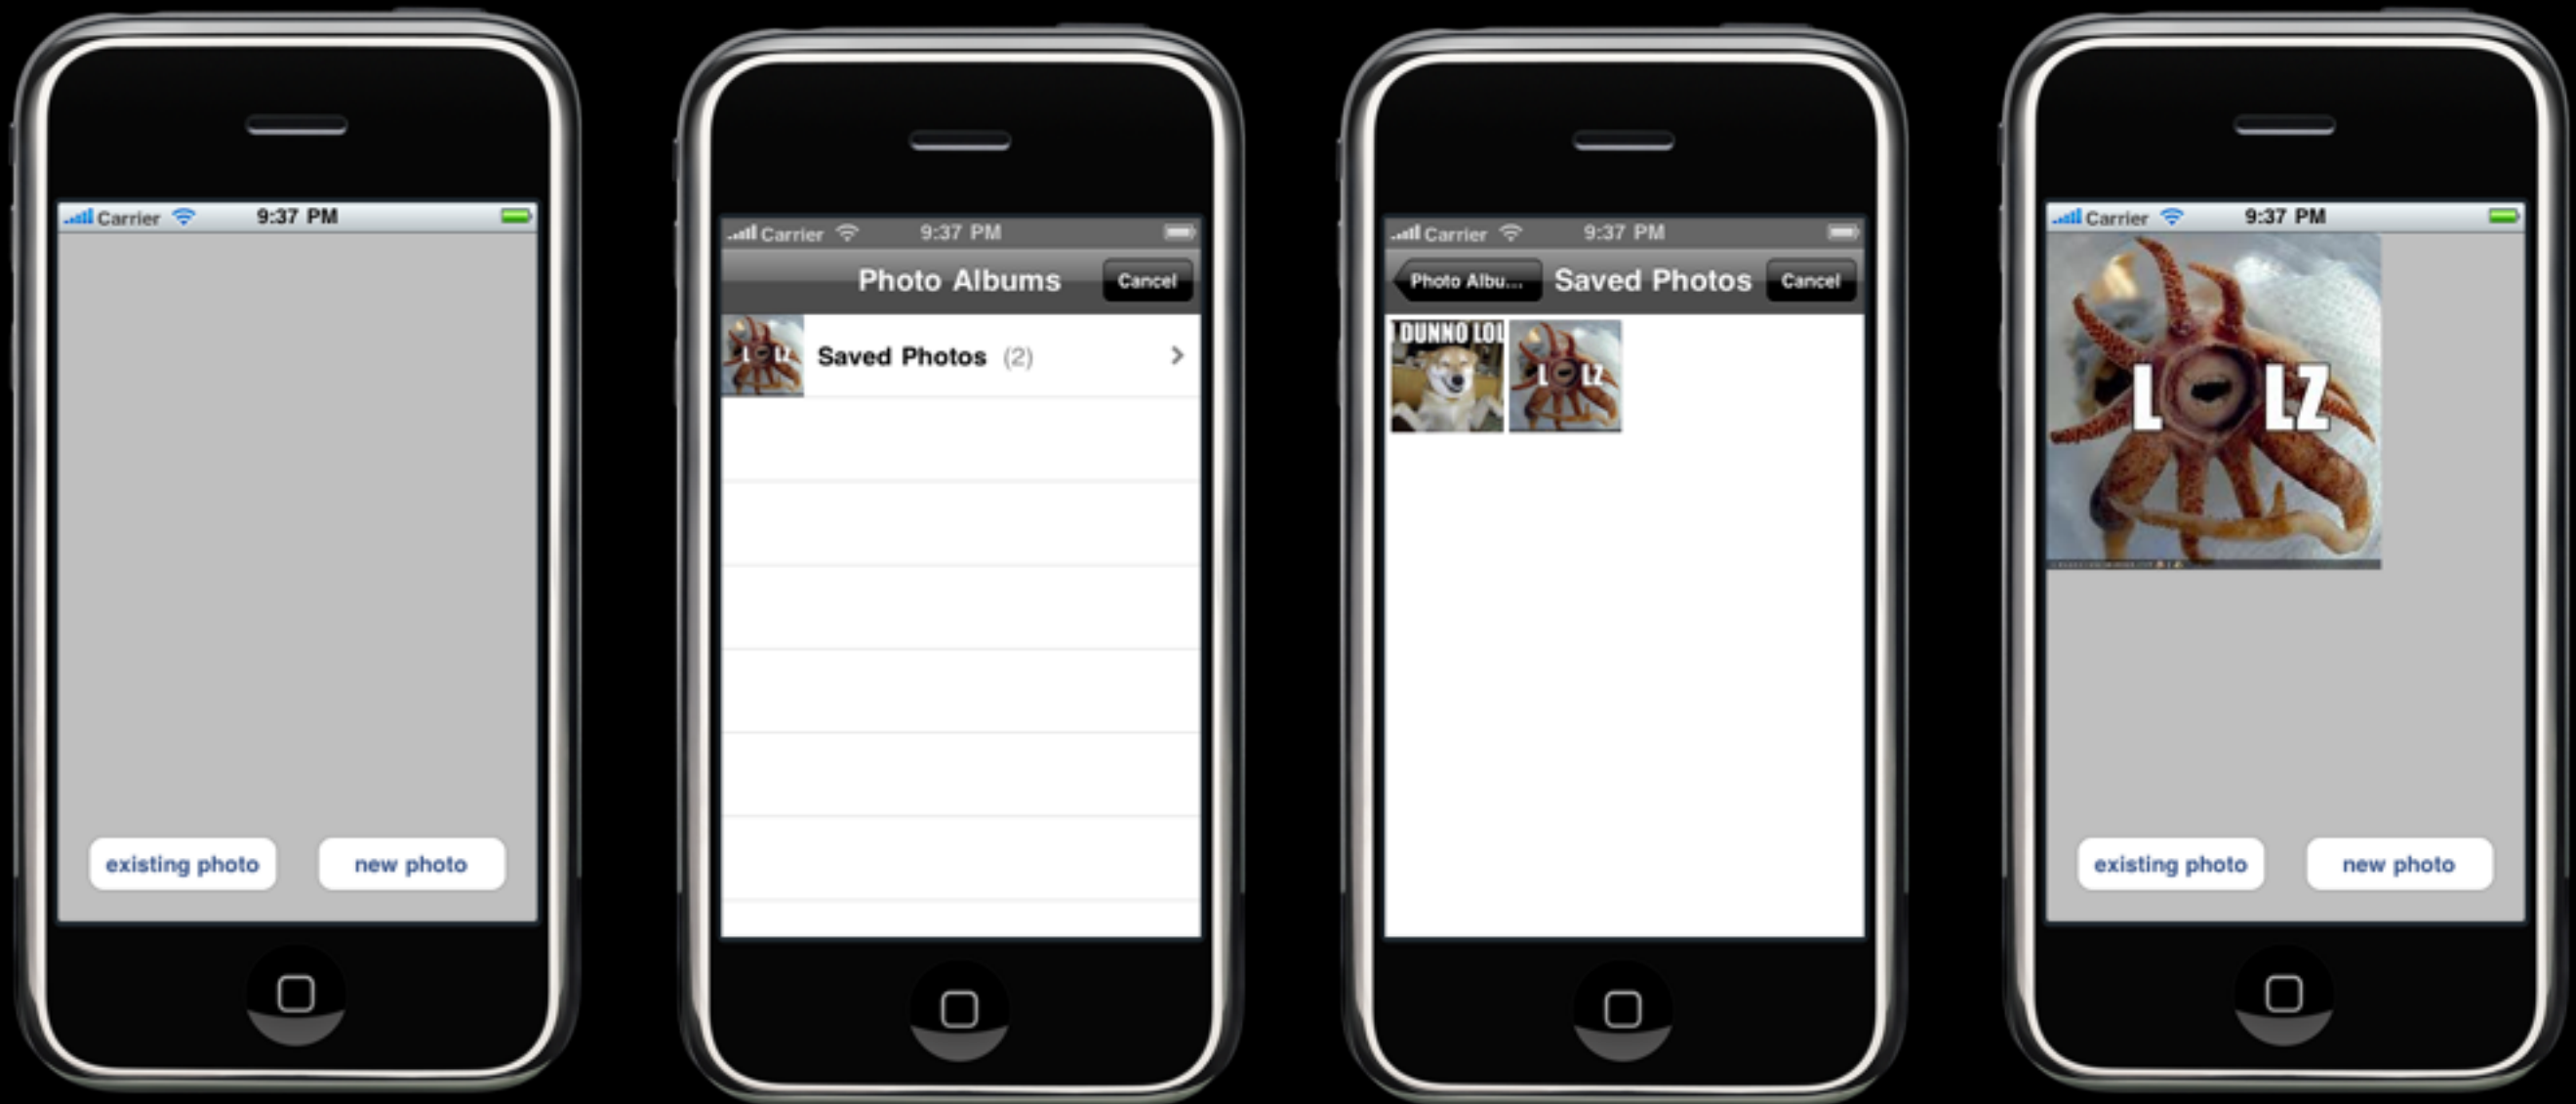 Carrier 9:37 PM
existing photo new photo
Carrier 9:37 PM
Photo Albums Cancel
L LZ Saved Photos (2)
Carrier 9:37 PM
Photo Albu... Saved Photos Cancel
I DUNNO LOL
L LZ
Carrier 9:37 PM
L LZ
existing photo new photo